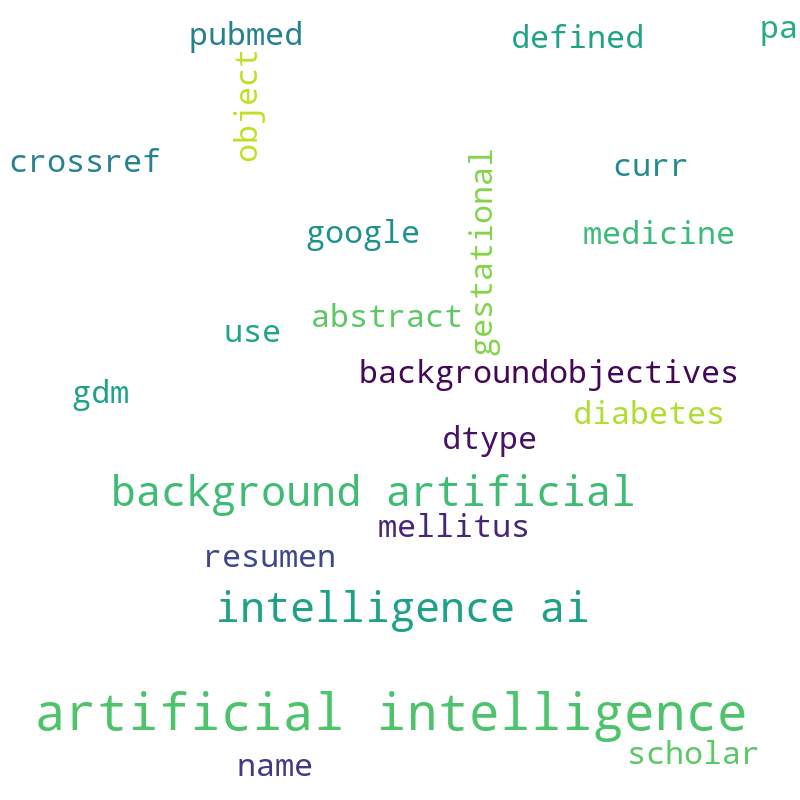 pubmed
defined
pa
object
crossref
curr
gestational
google
medicine
abstract
use
backgroundobjectives
gdm
diabetes
dtype
background artificial
mellitus
resumen
intelligence ai
artificial intelligence
scholar
name